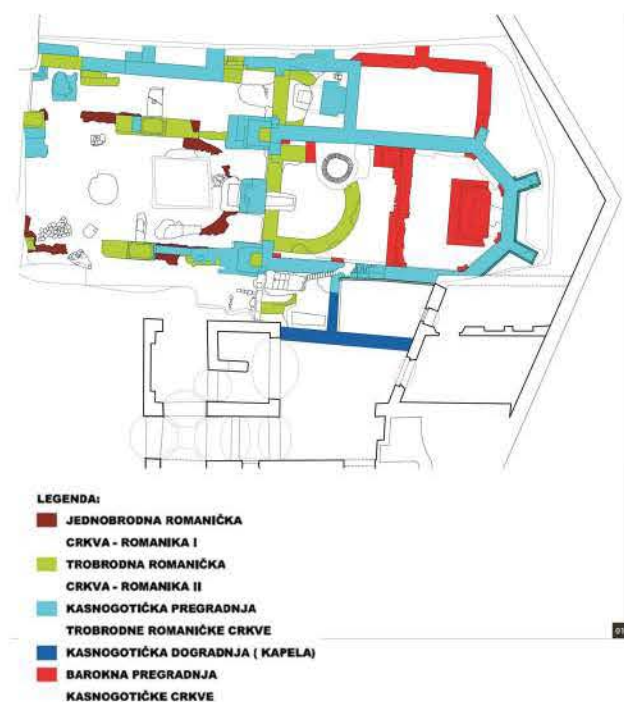 LEGENDA:
JEDNOBRODNA ROMANIČKA
CRKVA - ROMANIKA I
TROBRODNA ROMANIČKA
CRKVA - ROMANIKA II
KASNOGOTIČKA PREGRADNJA
TROBRODNE ROMANIČKE CRKVE
KASNOGOTIČKA DOGRADNJA ( KAPELA)
BAROKNA PREGRADNJA
KASNOGOTIČKE CRKVE